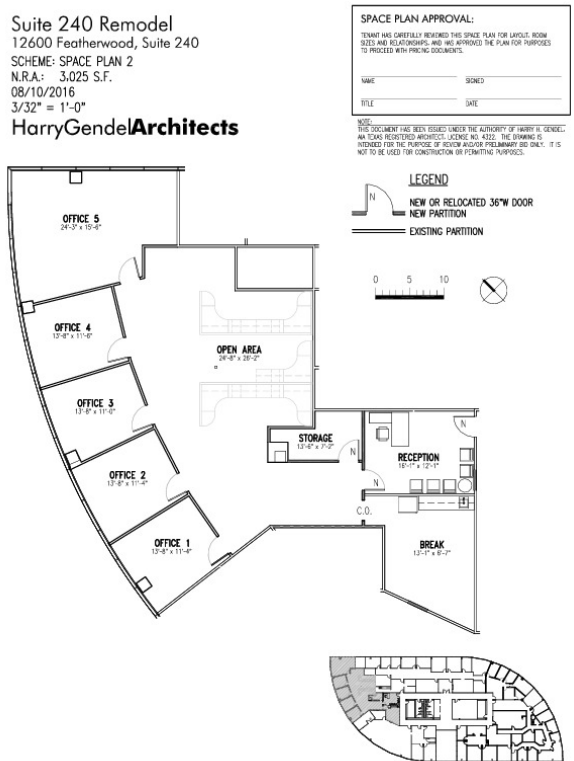 Suite 240 Remodel
12600 Featherwood, Suite 240
SCHEME: SPACE PLAN 2
N.R.A.: 3,025 S.F.
08/10/2016
3/32" = 1'-0"
HarryGendelArchitects
SPACE PLAN APPROVAL:
TENANT HAS CAREFULLY REVIEWED THIS SPACE PLAN FOR LAYOUT, ROOM
SIZES AND RELATIONSHIPS, AND HAS APPROVED THE PLAN FOR PURPOSES
TO PROCEED WITH PRICING DOCUMENTS.
NAME SIGNED
TITLE DATE
NOTE:
THIS DOCUMENT HAS BEEN ISSUED UNDER THE AUTHORITY OF HARRY H. GENDEL,
AIA TEXAS REGISTERED ARCHITECT, LICENSE NO. 4322. THE DRAWING IS
INTENDED FOR THE PURPOSE OF REVIEW AND/OR PRELIMINARY BID ONLY. IT IS
NOT TO BE USED FOR CONSTRUCTION OR PERMITTING PURPOSES.
LEGEND
N
NEW OR RELOCATED 36"W DOOR
NEW PARTITION
EXISTING PARTITION
0 5 10
OFFICE 5
24'-3" x 15'-6"
OFFICE 4
13'-8" x 11'-6"
OPEN AREA
24'-8" x 26'-2"
OFFICE 3
13'-8" x 11'-0"
STORAGE
13'-6" x 7'-2"
N
N
RECEPTION
16'-1" x 12'-1"
N
OFFICE 2
13'-8" x 11'-4"
C.O.
OFFICE 1
13'-8" x 11'-4"
BREAK
13'-1" x 6'-7"